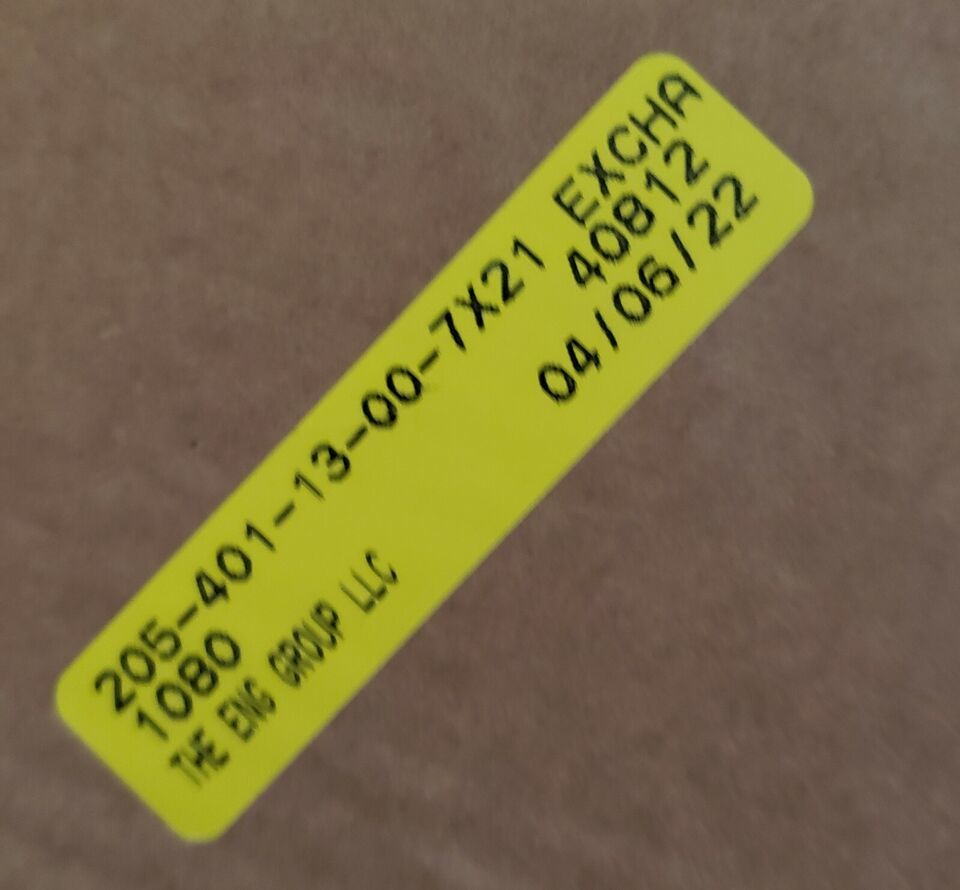 205-401-13-00-7X21 EXCHA
1080 40812
THE ENG GROUP LLC 04/06/22